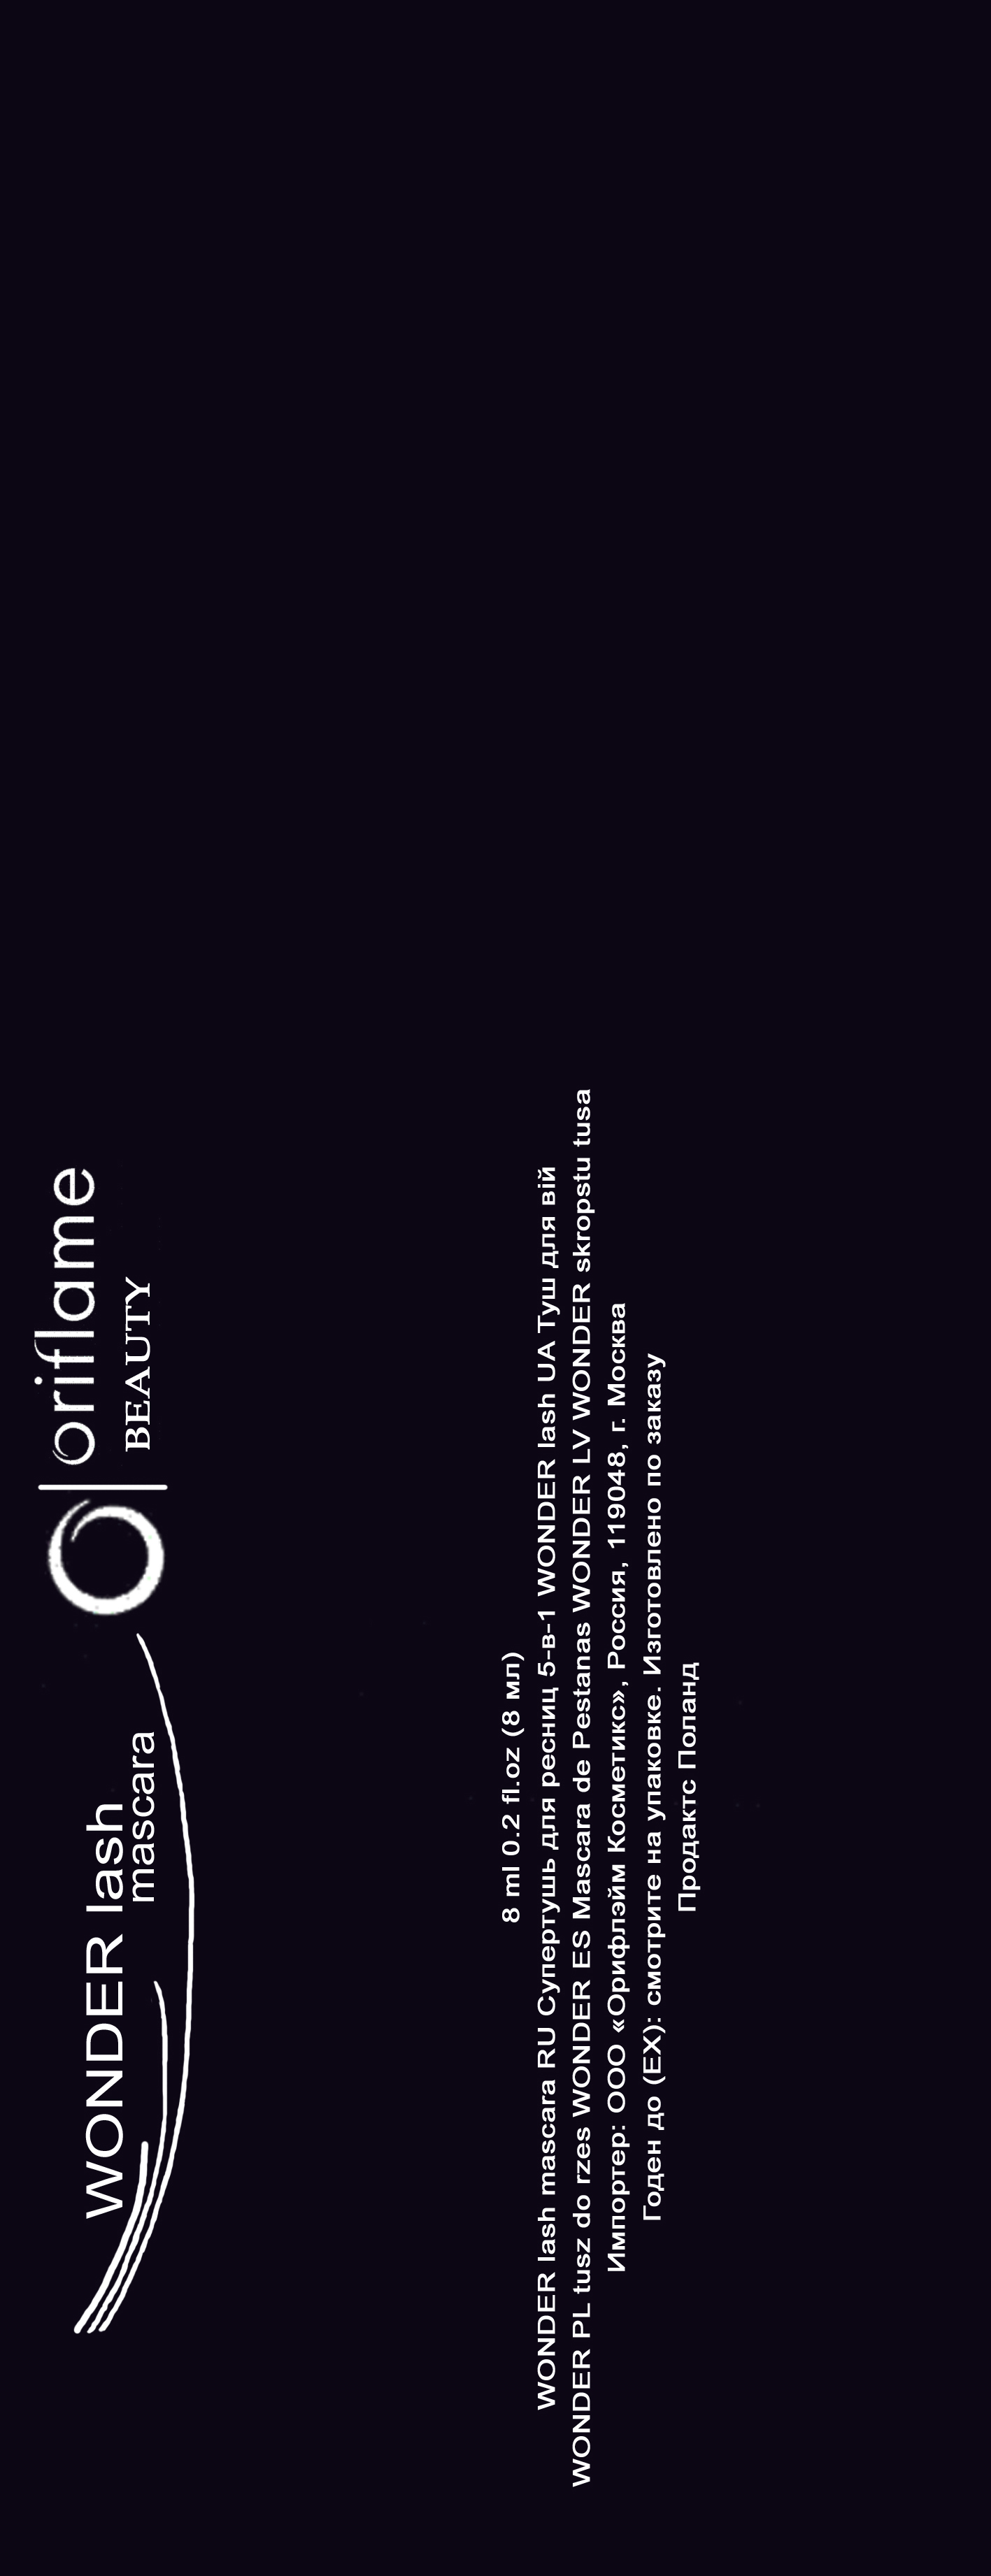 WONDER lash
mascara
oriflame
BEAUTY
8 ml 0.2 fl.oz (8 мл)
WONDER lash mascara RU Супертушь для ресниц 5-в-1 WONDER lash UA Туш для вій
WONDER PL tusz do rzes WONDER ES Mascara de Pestanas WONDER LV WONDER skropstu tusa
Импортер: ООО «Орифлэйм Косметикс», Россия, 119048, г. Москва
Годен до (EX): смотрите на упаковке. Изготовлено по заказу
Продактс Поланд